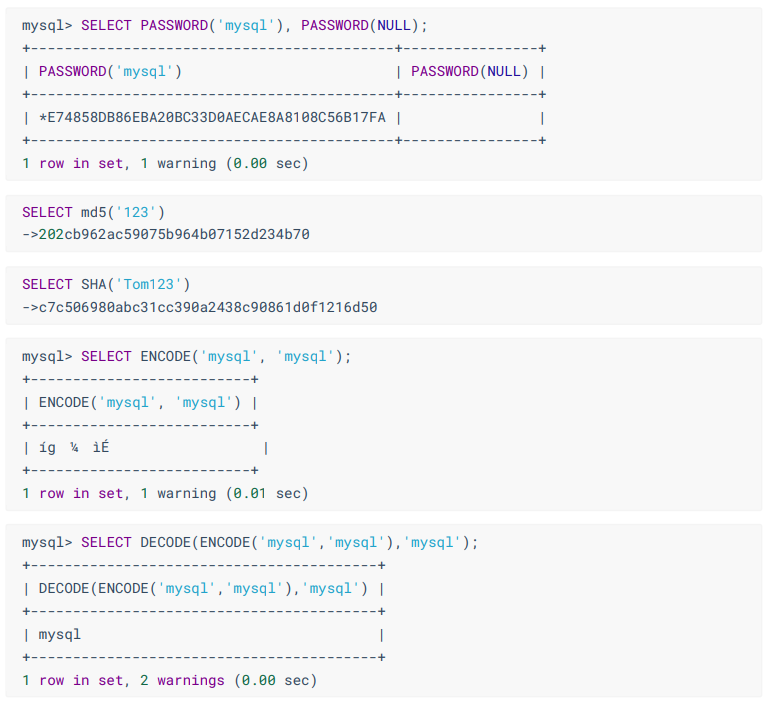 mysql> SELECT PASSWORD('mysql'), PASSWORD(NULL);
+-------------------------------------------+----------------+
| PASSWORD('mysql')                         | PASSWORD(NULL) |
+-------------------------------------------+----------------+
| *E74858DB86EBA20BC33D0AECAE8A8108C56B17FA |                |
+-------------------------------------------+----------------+
1 row in set, 1 warning (0.00 sec)
SELECT md5('123')
->202cb962ac59075b964b07152d234b70
SELECT SHA('Tom123')
->c7c506980abc31cc390a2438c90861d0f1216d50
mysql> SELECT ENCODE('mysql', 'mysql');
+--------------------------+
| ENCODE('mysql', 'mysql') |
+--------------------------+
| íg  ¼  ìÉ                   |
+--------------------------+
1 row in set, 1 warning (0.01 sec)
mysql> SELECT DECODE(ENCODE('mysql','mysql'),'mysql');
+-----------------------------------------+
| DECODE(ENCODE('mysql','mysql'),'mysql') |
+-----------------------------------------+
| mysql                                   |
+-----------------------------------------+
1 row in set, 2 warnings (0.00 sec)